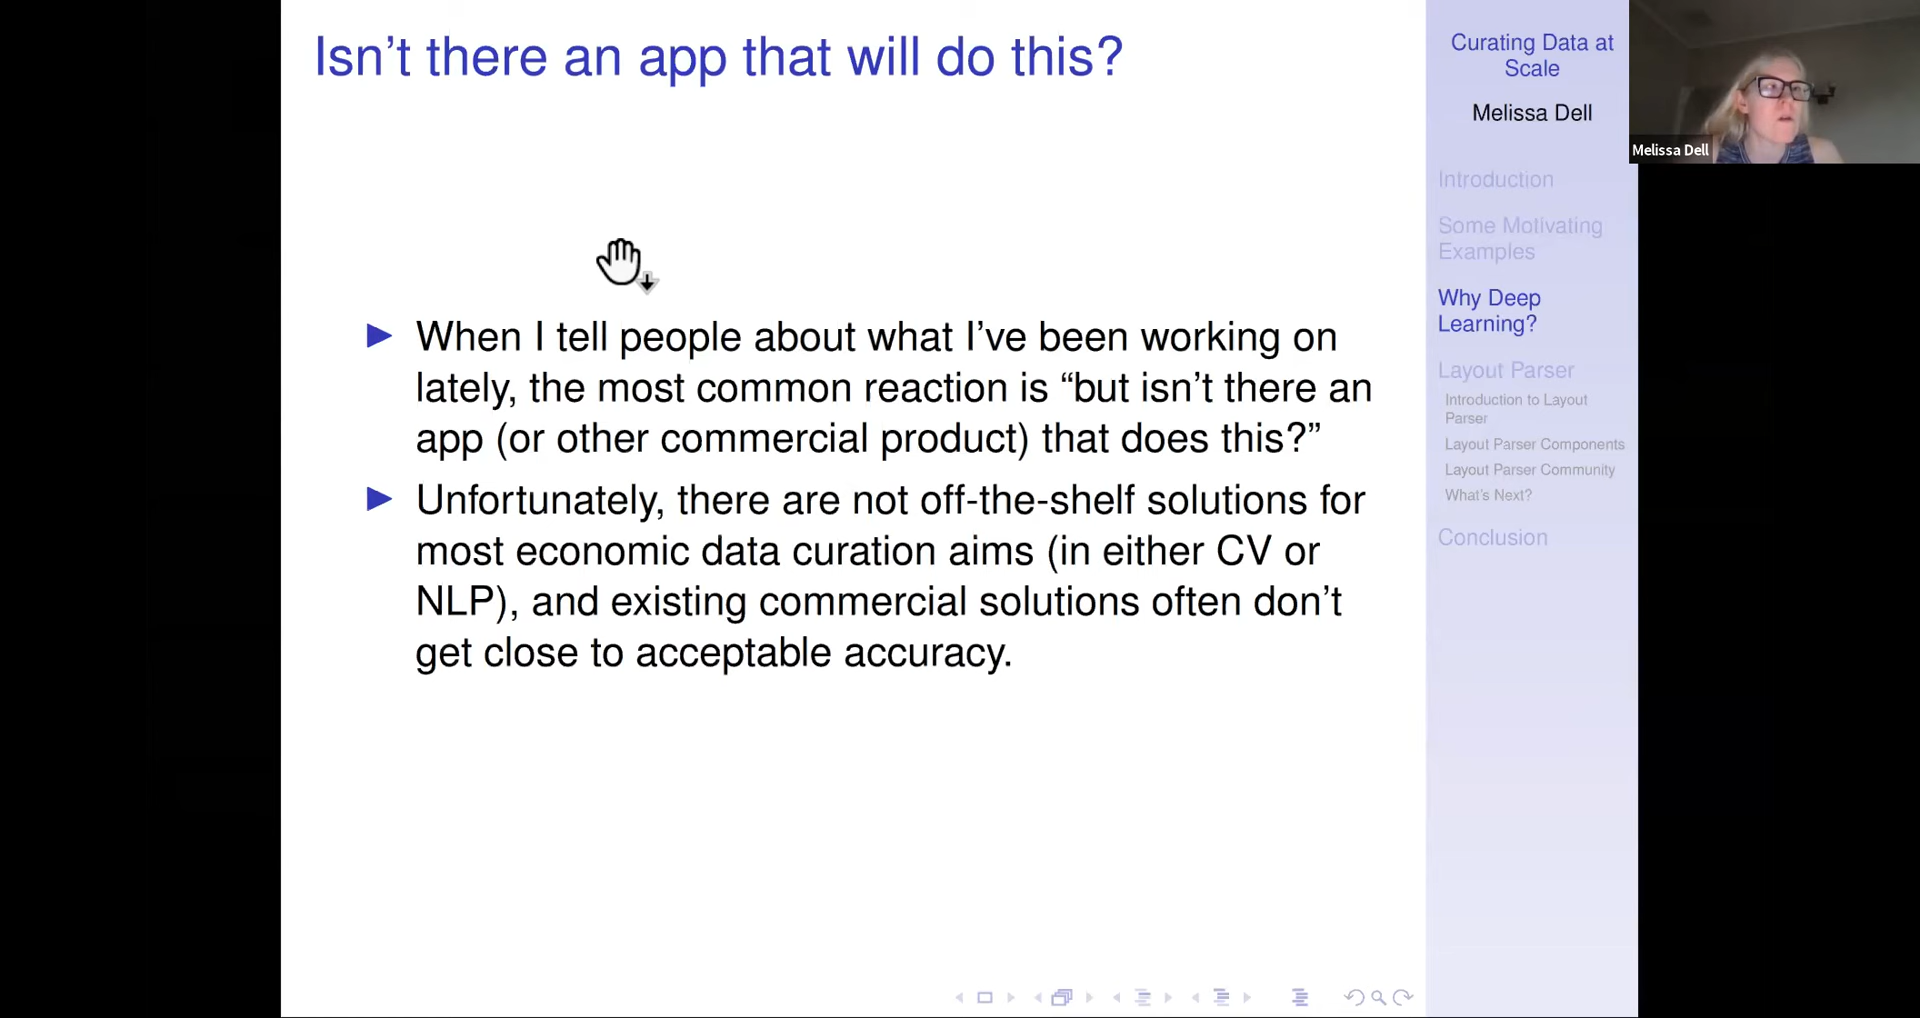 Isn't there an app that will do this?
When I tell people about what I've been working on
lately, the most common reaction is “but isn't there an
app (or other commercial product) that does this?”
Unfortunately, there are not off-the-shelf solutions for
most economic data curation aims (in either CV or
NLP), and existing commercial solutions often don't
get close to acceptable accuracy.
Curating Data at
Scale
Melissa Dell
Introduction
Some Motivating
Examples
Why Deep
Learning?
Layout Parser
Introduction to Layout
Parser
Layout Parser Components
Layout Parser Community
What's Next?
Conclusion
Melissa Dell